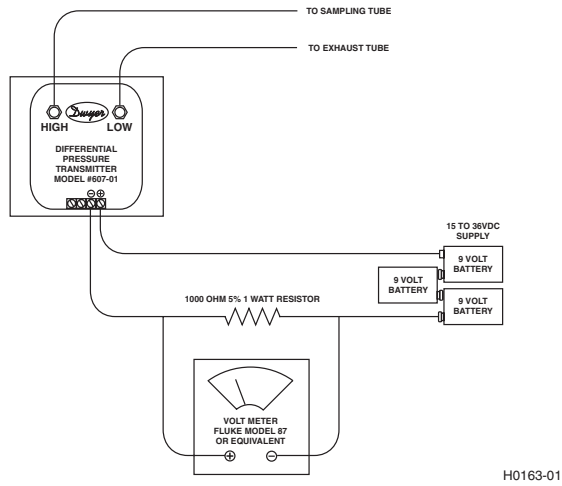 TO SAMPLING TUBE
TO EXHAUST TUBE
Dwyer
HIGH
LOW
DIFFERENTIAL
PRESSURE
TRANSMITTER
MODEL #607-01
⊖ ⊕
15 TO 36VDC
SUPPLY
9 VOLT
BATTERY
9 VOLT
BATTERY
9 VOLT
BATTERY
1000 OHM 5% 1 WATT RESISTOR
VOLT METER
FLUKE MODEL 87
OR EQUIVALENT
⊕ ⊖
H0163-01